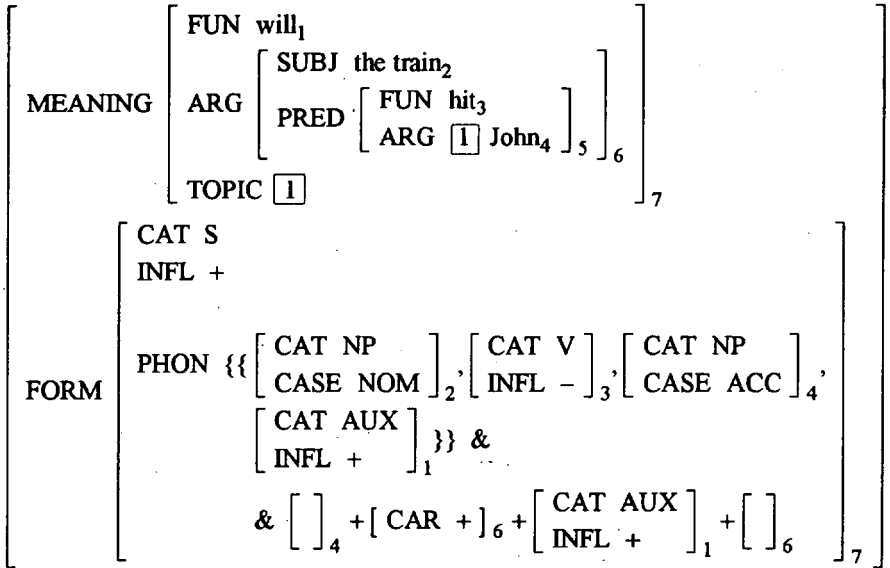 FUN will1
SUBJ the train2
MEANING ARG PRED FUN hit3
ARG 1 John4 5 6
TOPIC 1 7
CAT S
INFL +
PHON {{ [ CAT NP CASE NOM ]2, [ CAT V INFL − ]3, [ CAT NP CASE ACC ]4,
FORM
[ CAT AUX INFL + ]1 }} &
& [ ]4 + [ CAR + ]6 + [ CAT AUX INFL + ]1 + [ ]6 7